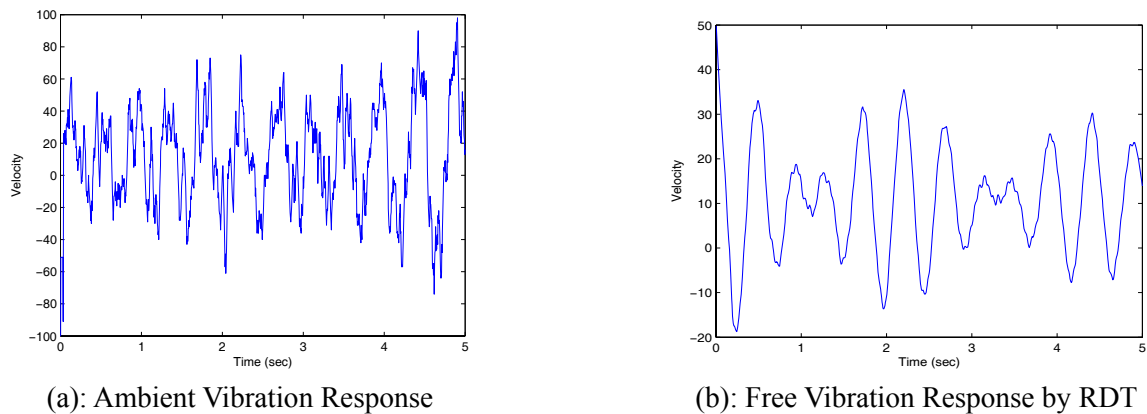 100
80
60
40
20
0
−20
−40
−60
−80
−100
Velocity
0 1 2 3 4 5
Time (sec)
(a): Ambient Vibration Response
50
40
30
20
10
0
−10
−20
Velocity
0 1 2 3 4 5
Time (sec)
(b): Free Vibration Response by RDT